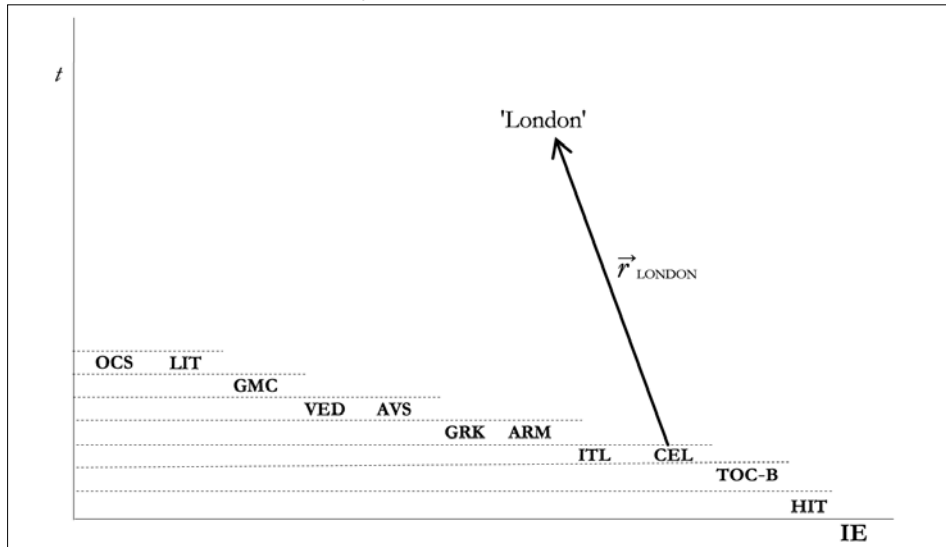 t
'London'
r⃗ LONDON
OCS LIT
GMC
VED AVS
GRK ARM
ITL CEL
TOC-B
HIT
IE